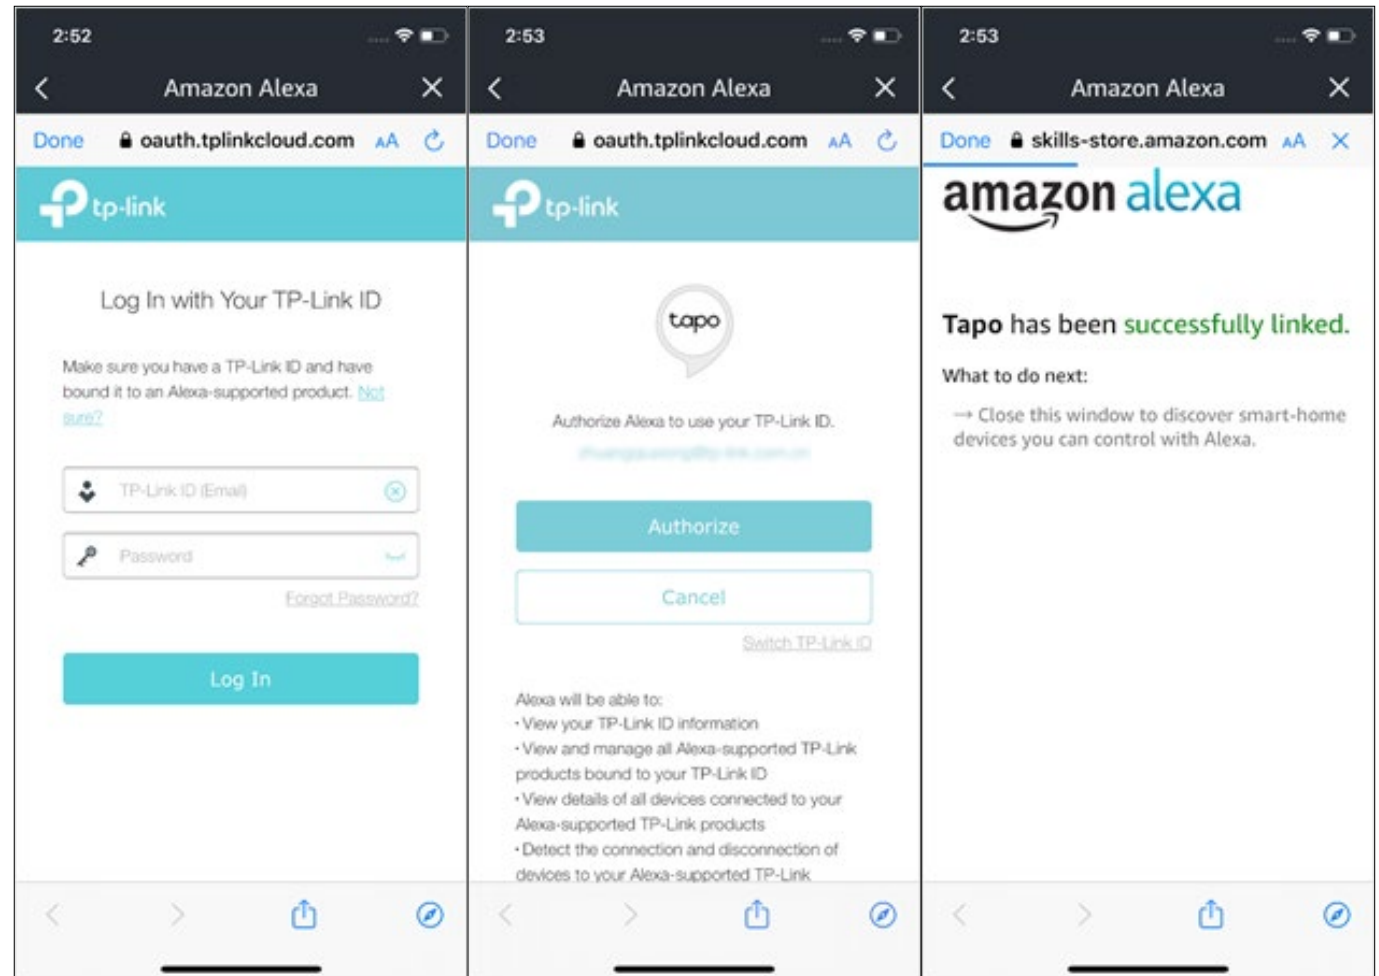 2:52
Amazon Alexa
Done oauth.tplinkcloud.com AA
tp-link
Log In with Your TP-Link ID
Make sure you have a TP-Link ID and have
bound it to an Alexa-supported product. Not
sure?
TP-Link ID (Email)
Password
Forgot Password?
Log In
2:53
Amazon Alexa
Done oauth.tplinkcloud.com AA
tp-link
tapo
Authorize Alexa to use your TP-Link ID.
Authorize
Cancel
Switch TP-Link ID
Alexa will be able to:
· View your TP-Link ID information
· View and manage all Alexa-supported TP-Link
products bound to your TP-Link ID
· View details of all devices connected to your
Alexa-supported TP-Link products
· Detect the connection and disconnection of
devices to your Alexa-supported TP-Link
2:53
Amazon Alexa
Done skills-store.amazon.com AA
amazon alexa
Tapo has been successfully linked.
What to do next:
→ Close this window to discover smart-home
devices you can control with Alexa.